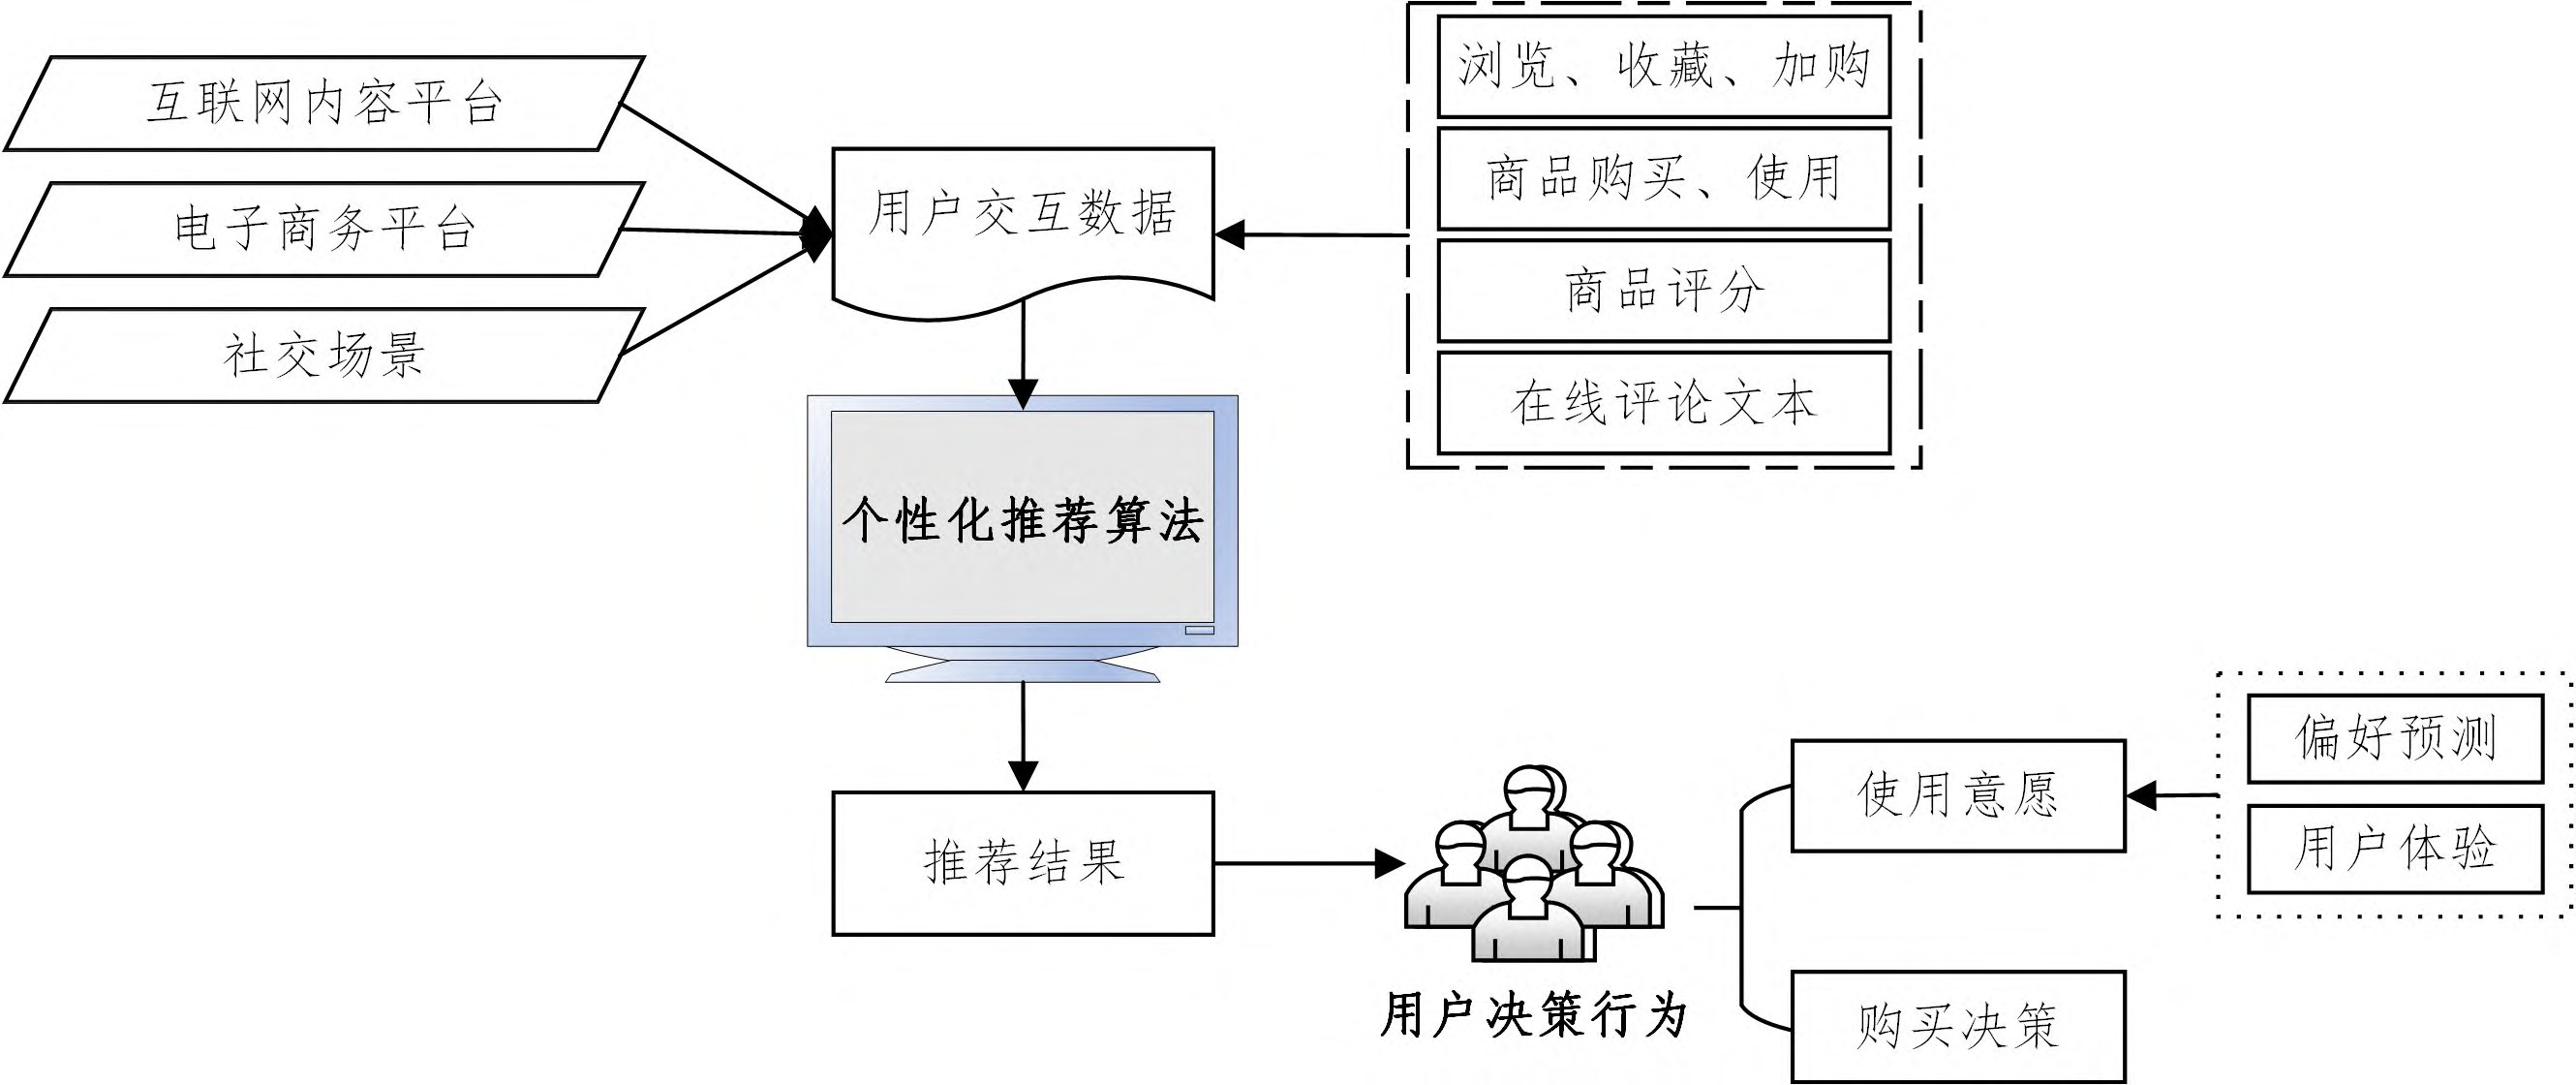 互联网内容平台
电子商务平台
社交场景
用户交互数据
浏览、收藏、加购
商品购买、使用
商品评分
在线评论文本
个性化推荐算法
推荐结果
用户决策行为
使用意愿
购买决策
偏好预测
用户体验